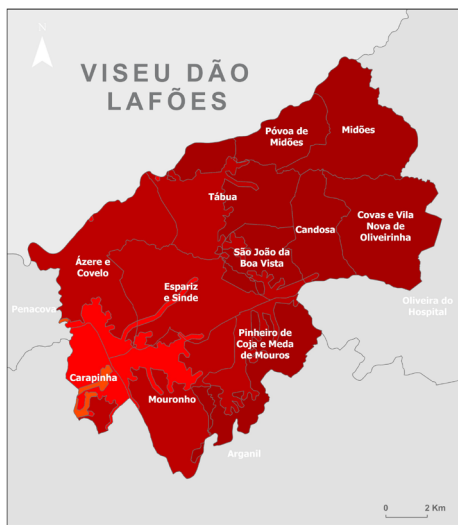 N
VISEU DÃO
LAFÕES
Póvoa de
Midões
Midões
Tábua
Covas e Vila
Nova de
Oliveirinha
Candosa
São João da
Boa Vista
Ázere e
Covelo
Espariz
e Sinde
Oliveira do
Hospital
Penacova
Pinheiro de
Coja e Meda
de Mouros
Carapinha
Mouronho
Arganil
0 2 Km